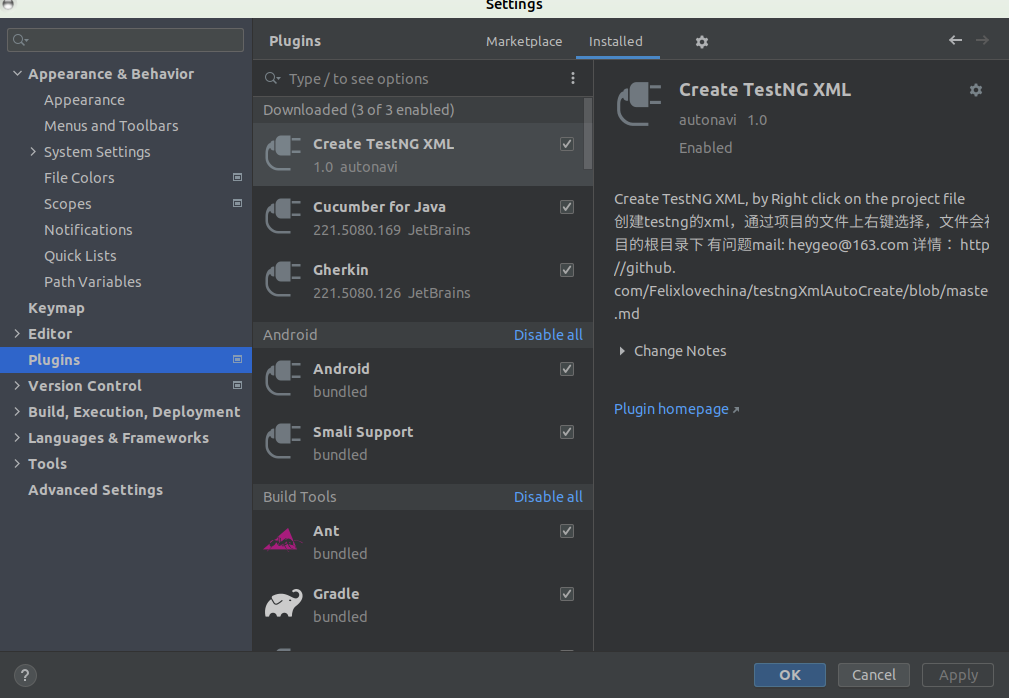 Settings
Appearance & Behavior
Appearance
Menus and Toolbars
System Settings
File Colors
Scopes
Notifications
Quick Lists
Path Variables
Keymap
Editor
Plugins
Version Control
Build, Execution, Deployment
Languages & Frameworks
Tools
Advanced Settings
Plugins
Marketplace
Installed
Type / to see options
Downloaded (3 of 3 enabled)
Create TestNG XML
1.0 autonavi
Cucumber for Java
221.5080.169 JetBrains
Gherkin
221.5080.126 JetBrains
Android Disable all
Android
bundled
Smali Support
bundled
Build Tools Disable all
Ant
bundled
Gradle
bundled
Create TestNG XML
autonavi 1.0
Enabled
Create TestNG XML, by Right click on the project file
创建testng的xml，通过项目的文件上右键选择，文件会
目的根目录下 有问题mail: heygeo@163.com 详情： http
//github.
com/Felixlovechina/testngXmlAutoCreate/blob/maste
.md
Change Notes
Plugin homepage ↗
?
OK
Cancel
Apply